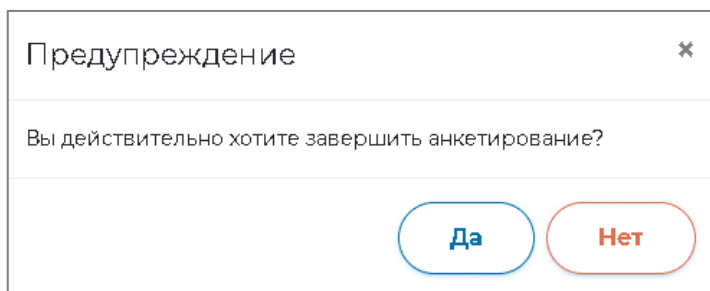 Предупреждение
Вы действительно хотите завершить анкетирование?
Да Нет